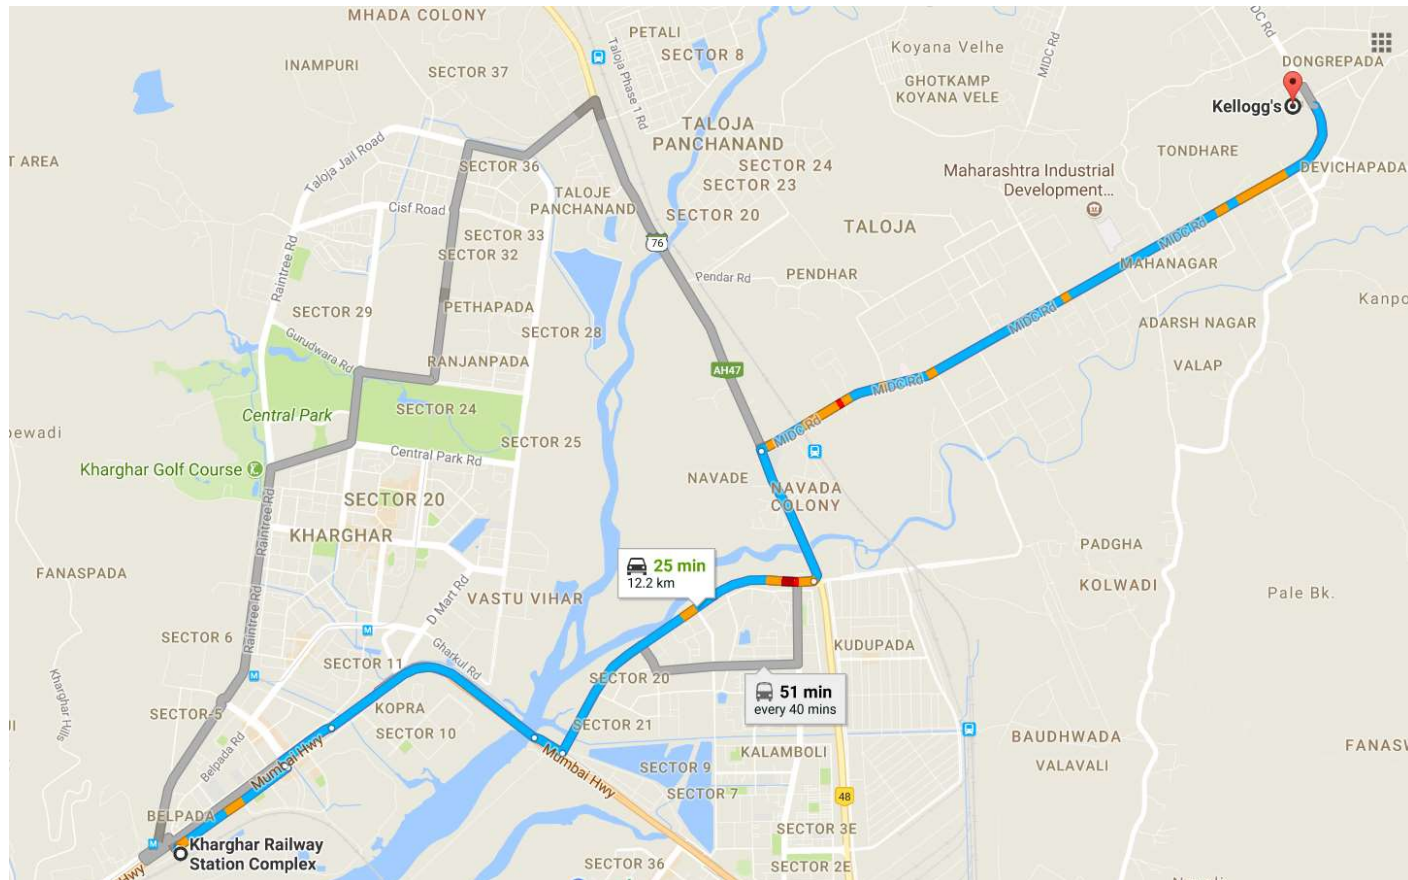 MHADA COLONY
PETALI
SECTOR 8
Koyana Velhe
MIDC Rd
DC Rd
DONGREPADA
INAMPURI
SECTOR 37
Taloja Phase 1 Rd
GHOTKAMP
KOYANA VELE
Kellogg's
T AREA
Taloja Jail Road
SECTOR 36
TALOJA
PANCHANAND
SECTOR 24
SECTOR 23
Maharashtra Industrial
Development...
TONDHARE
DEVICHAPADA
Cisf Road
TALOJE
PANCHANAND
SECTOR 20
TALOJA
SECTOR 33
SECTOR 32
76
MIDC Rd
Raintree Rd
Pendar Rd
PENDHAR
MAHANAGAR
SECTOR 29
PETHAPADA
Kanpo
SECTOR 28
MIDC Rd
ADARSH NAGAR
Gurudwara Rd
RANJANPADA
AH47
VALAP
MIDC Rd
Central Park
SECTOR 24
MIDC Rd
oewadi
SECTOR 25
Central Park Rd
Kharghar Golf Course
NAVADE
NAVADA
COLONY
SECTOR 20
Raintree Rd
KHARGHAR
PADGHA
FANASPADA
25 min
12.2 km
KOLWADI
Pale Bk.
VASTU VIHAR
D Mart Rd
Raintree Rd
SECTOR 6
M
KUDUPADA
Gharkul Rd
SECTOR 11
M
SECTOR 20
51 min
every 40 mins
Kharghar Hills
SECTOR-5
KOPRA
SECTOR 10
SECTOR 21
BAUDHWADA
Belpada Rd
Mumbai Hwy
Mumbai Hwy
KALAMBOLI
FANASW
VALAVALI
SECTOR 9
SECTOR 7
48
BELPADA
M
SECTOR 3E
Kharghar Railway
Station Complex
SECTOR 36
SECTOR 2E
Hwy